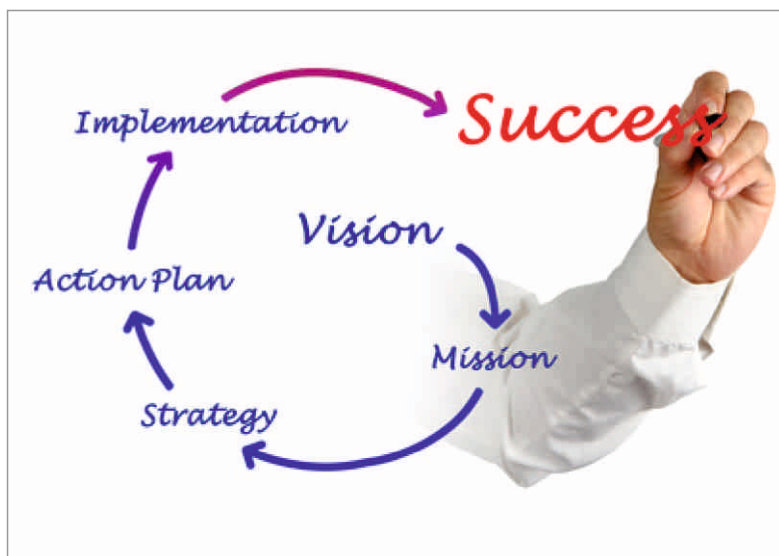 Vision
Mission
Strategy
Action Plan
Implementation
Success